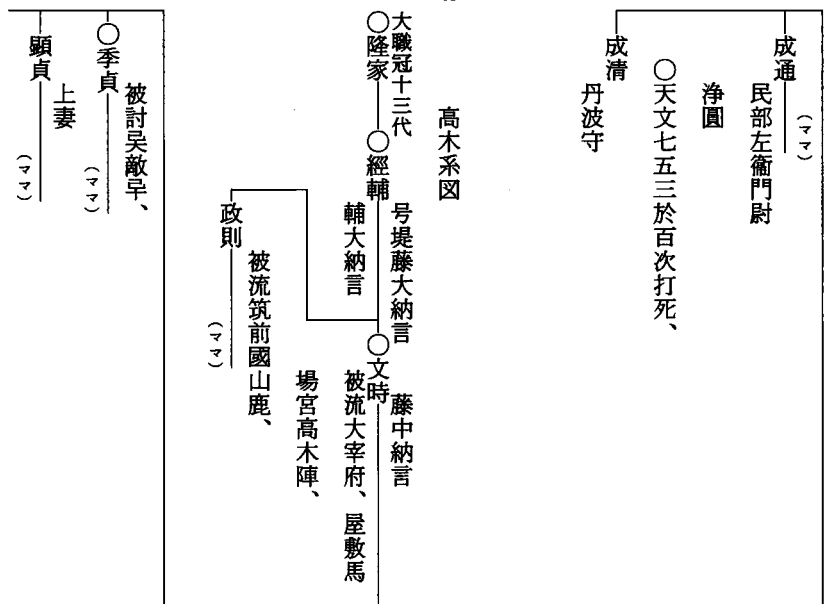 成通
(ママ)
民部左衞門尉
浄圓
〇天文七五三於百次打死、
成清
丹波守
高木系図
大職冠十三代
〇隆家
〇經輔
号堤藤大納言
輔大納言
〇文時
藤中納言
被流大宰府、屋敷馬
場宮高木陣、
政則
(ママ)
被流筑前國山鹿、
〇季貞
(ママ)
被討矣敵早、
顕貞
(ママ)
上妻